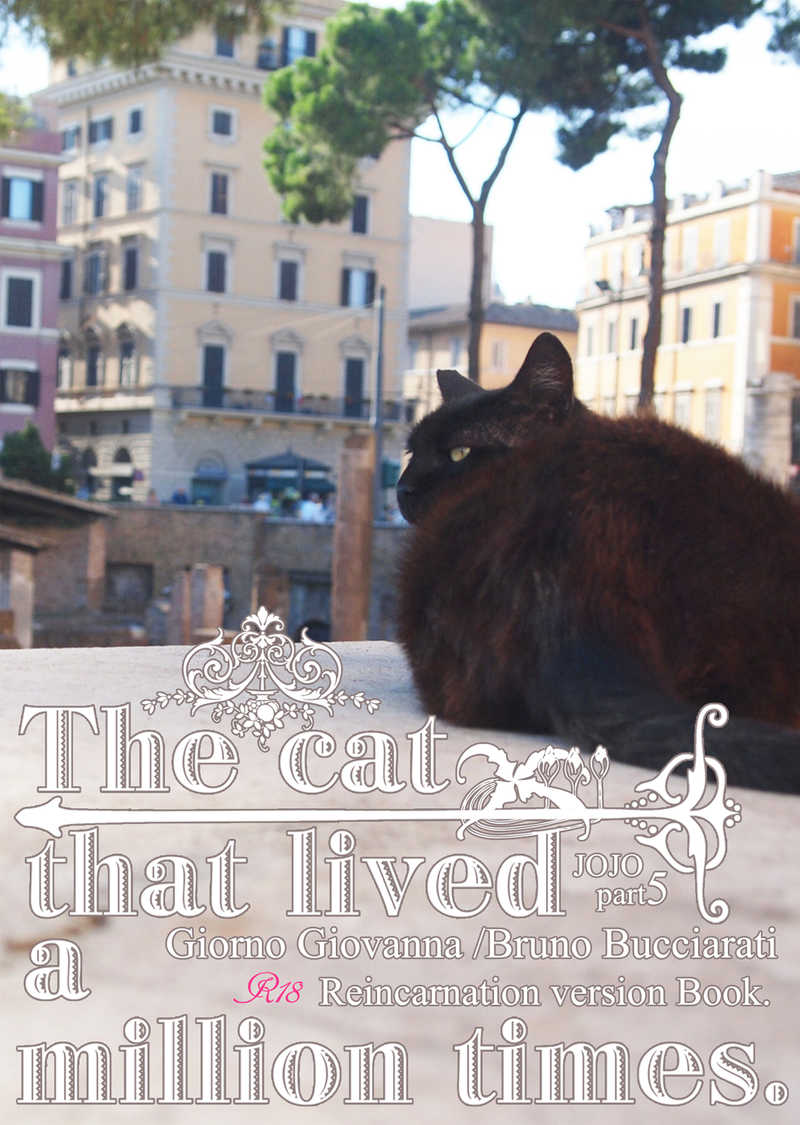 The cat
that lived
JOJO
part5
Giorno Giovanna /Bruno Bucciarati
a
R18 Reincarnation version Book.
million times.